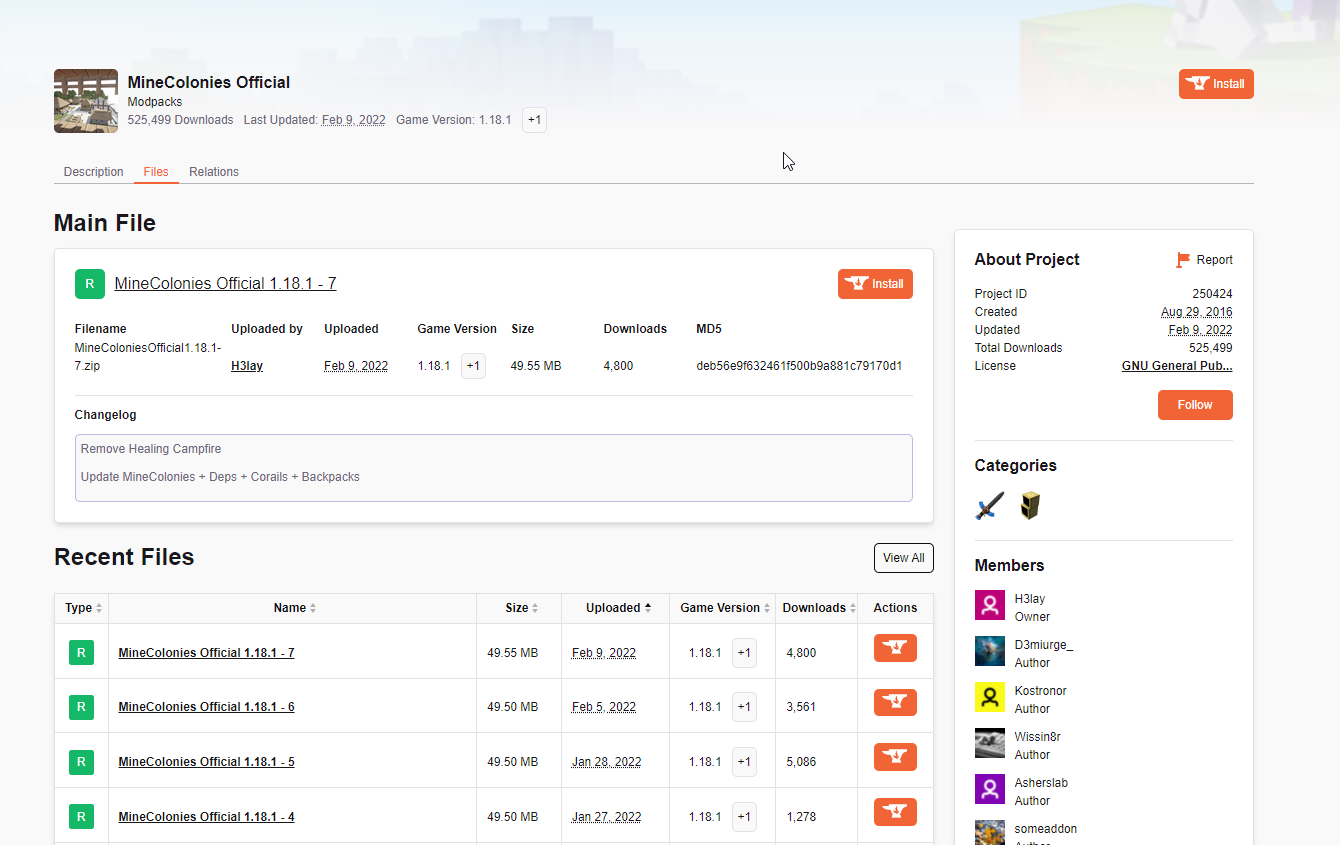 MineColonies Official
Install
Modpacks
525,499 Downloads Last Updated: Feb 9, 2022 Game Version: 1.18.1 +1
Description Files Relations
Main File
R MineColonies Official 1.18.1 - 7 Install
Filename Uploaded by Uploaded Game Version Size Downloads MD5
MineColoniesOfficial1.18.1-
7.zip H3lay Feb 9, 2022 1.18.1 +1 49.55 MB 4,800 deb56e9f632461f500b9a881c79170d1
Changelog
Remove Healing Campfire
Update MineColonies + Deps + Corails + Backpacks
Recent Files View All
Type Name Size Uploaded Game Version Downloads Actions
R MineColonies Official 1.18.1 - 7 49.55 MB Feb 9, 2022 1.18.1 +1 4,800
R MineColonies Official 1.18.1 - 6 49.50 MB Feb 5, 2022 1.18.1 +1 3,561
R MineColonies Official 1.18.1 - 5 49.50 MB Jan 28, 2022 1.18.1 +1 5,086
R MineColonies Official 1.18.1 - 4 49.50 MB Jan 27, 2022 1.18.1 +1 1,278
About Project Report
Project ID 250424
Created Aug 29, 2016
Updated Feb 9, 2022
Total Downloads 525,499
License GNU General Pub...
Follow
Categories
Members
H3lay
Owner
D3miurge_
Author
Kostronor
Author
Wissin8r
Author
Asherslab
Author
someaddon